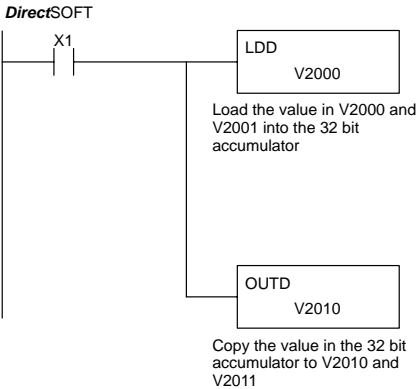 DirectSOFT
X1
LDD
V2000
Load the value in V2000 and
V2001 into the 32 bit
accumulator
OUTD
V2010
Copy the value in the 32 bit
accumulator to V2010 and
V2011